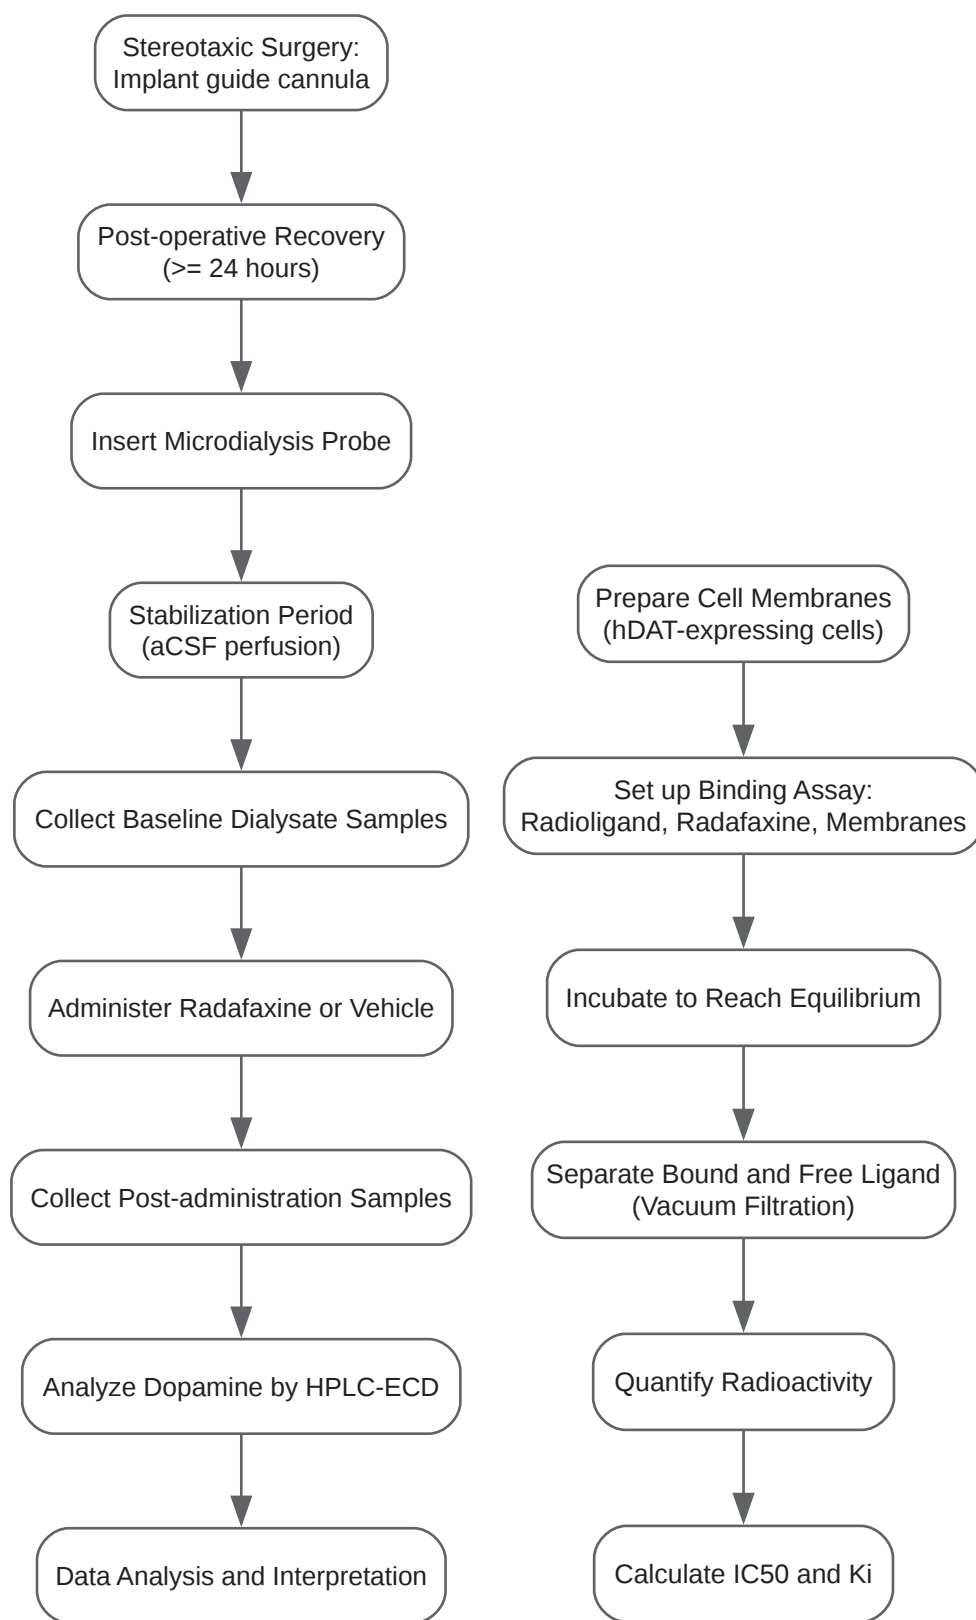 Stereotaxic Surgery:
Implant guide cannula
Post-operative Recovery
(>= 24 hours)
Insert Microdialysis Probe
Stabilization Period
(aCSF perfusion)
Collect Baseline Dialysate Samples
Administer Radafaxine or Vehicle
Collect Post-administration Samples
Analyze Dopamine by HPLC-ECD
Data Analysis and Interpretation
Prepare Cell Membranes
(hDAT-expressing cells)
Set up Binding Assay:
Radioligand, Radafaxine, Membranes
Incubate to Reach Equilibrium
Separate Bound and Free Ligand
(Vacuum Filtration)
Quantify Radioactivity
Calculate IC50 and Ki